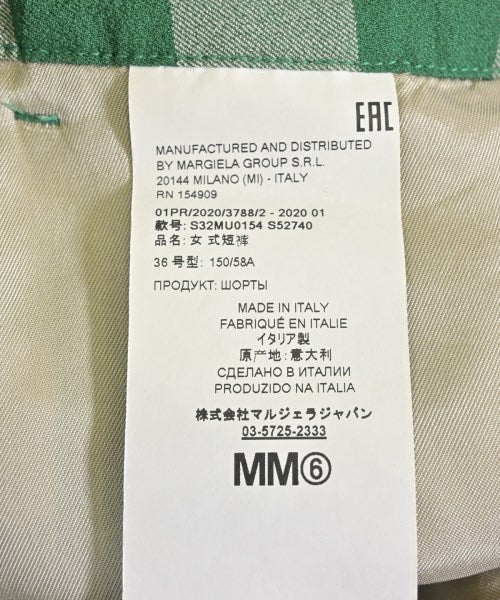 EAC
MANUFACTURED AND DISTRIBUTED
BY MARGIELA GROUP S.R.L.
20144 MILANO (MI) - ITALY
RN 154909
01PR/2020/3788/2 - 2020 01
款号: S32MU0154 S52740
品名: 女 式短裤
36 号型: 150/58A
ПРОДУКТ: ШОРТЫ
MADE IN ITALY
FABRIQUÉ EN ITALIE
イタリア製
原产地: 意大利
СДЕЛАНО В ИТАЛИИ
PRODUZIDO NA ITALIA
株式会社マルジェラジャパン
03-5725-2333
MM⑥